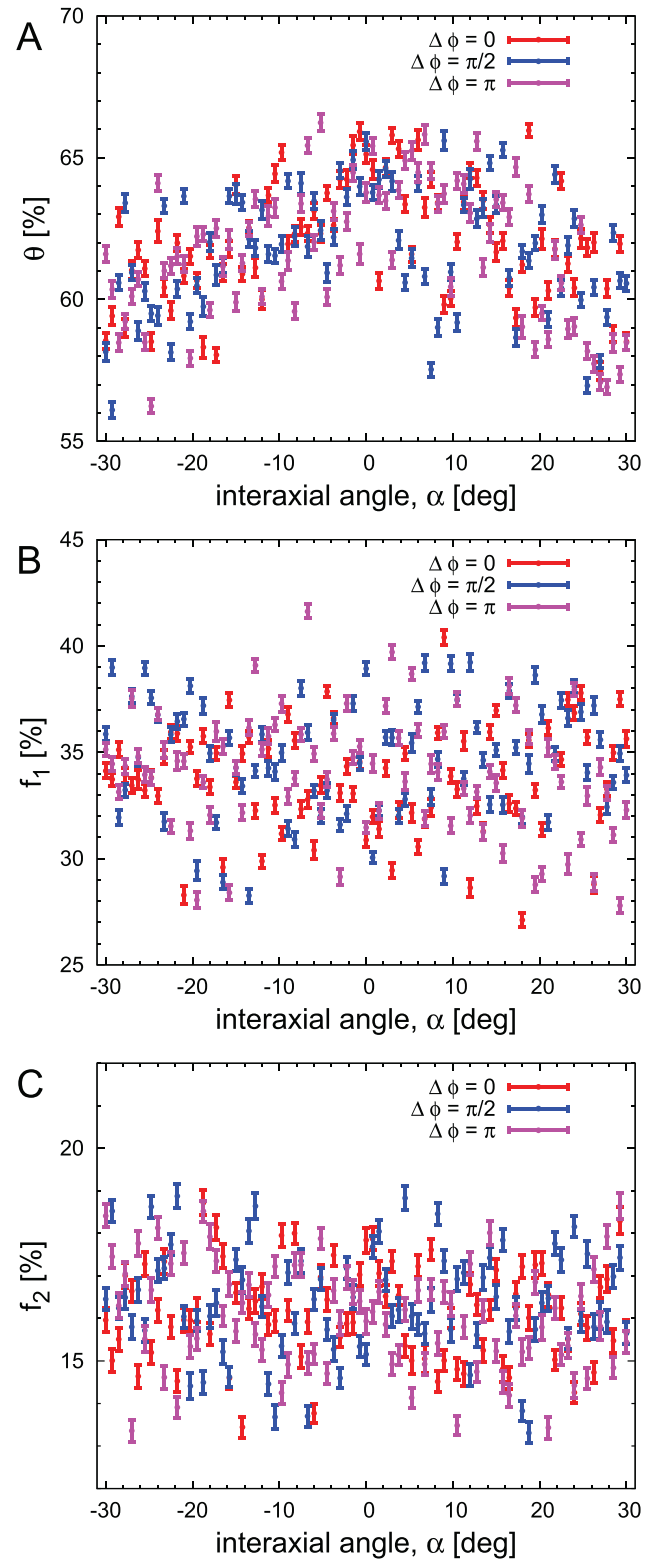 A
70
Δ ϕ = 0
Δ ϕ = π/2
Δ ϕ = π
65
θ [%]
60
55
-30 -20 -10 0 10 20 30
interaxial angle, α [deg]
B
45
Δ ϕ = 0
Δ ϕ = π/2
Δ ϕ = π
40
f₁ [%]
35
30
25
-30 -20 -10 0 10 20 30
interaxial angle, α [deg]
C
Δ ϕ = 0
Δ ϕ = π/2
Δ ϕ = π
20
f₂ [%]
15
-30 -20 -10 0 10 20 30
interaxial angle, α [deg]